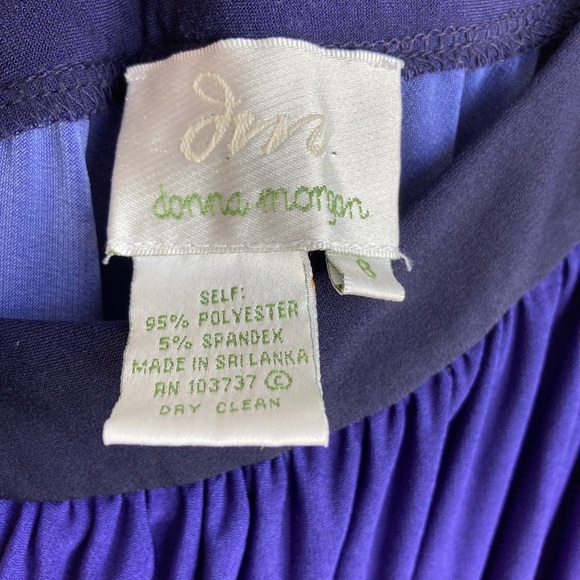 dm
donna morgan
8
SELF:
95% POLYESTER
5% SPANDEX
MADE IN SRI LANKA
RN 103737 ©
DRY CLEAN